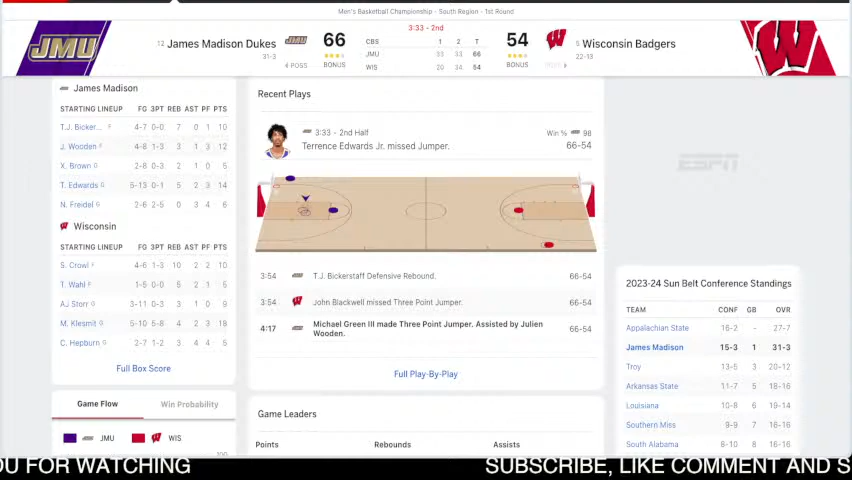 Men's Basketball Championship - South Region - 1st Round
JMU
12 James Madison Dukes
31-3
JMU
66
BONUS
POSS
3:33 - 2nd
CBS 1 2 T
JMU 33 33 66
WIS 20 34 54
54
BONUS
W
5 Wisconsin Badgers
22-13
W
James Madison
STARTING LINEUP FG 3PT REB AST PF PTS
T.J. Bicker... F 4-7 0-0 7 0 1 10
J. Wooden F 4-8 1-3 3 1 3 12
X. Brown G 2-8 0-3 2 1 0 5
T. Edwards G 5-13 0-1 5 2 3 14
N. Freidel G 2-6 2-5 0 3 4 6
Wisconsin
STARTING LINEUP FG 3PT REB AST PF PTS
S. Crowl F 4-6 1-3 10 2 2 10
T. Wahl F 1-5 0-0 5 2 1 5
AJ Storr G 3-11 0-3 3 1 0 9
M. Klesmit G 5-10 5-8 4 2 3 18
C. Hepburn G 2-7 1-2 3 4 4 5
Full Box Score
Game Flow Win Probability
JMU WIS
100
Recent Plays
3:33 - 2nd Half
Terrence Edwards Jr. missed Jumper.
Win % 98
66-54
3:54 T.J. Bickerstaff Defensive Rebound. 66-54
3:54 John Blackwell missed Three Point Jumper. 66-54
4:17 Michael Green III made Three Point Jumper. Assisted by Julien
Wooden. 66-54
Full Play-By-Play
Game Leaders
Points Rebounds Assists
ESPN
2023-24 Sun Belt Conference Standings
TEAM CONF GB OVR
Appalachian State 16-2 - 27-7
James Madison 15-3 1 31-3
Troy 13-5 3 20-12
Arkansas State 11-7 5 18-16
Louisiana 10-8 6 19-14
Southern Miss 9-9 7 16-16
South Alabama 8-10 8 16-16
OU FOR WATCHING
SUBSCRIBE, LIKE COMMENT AND S